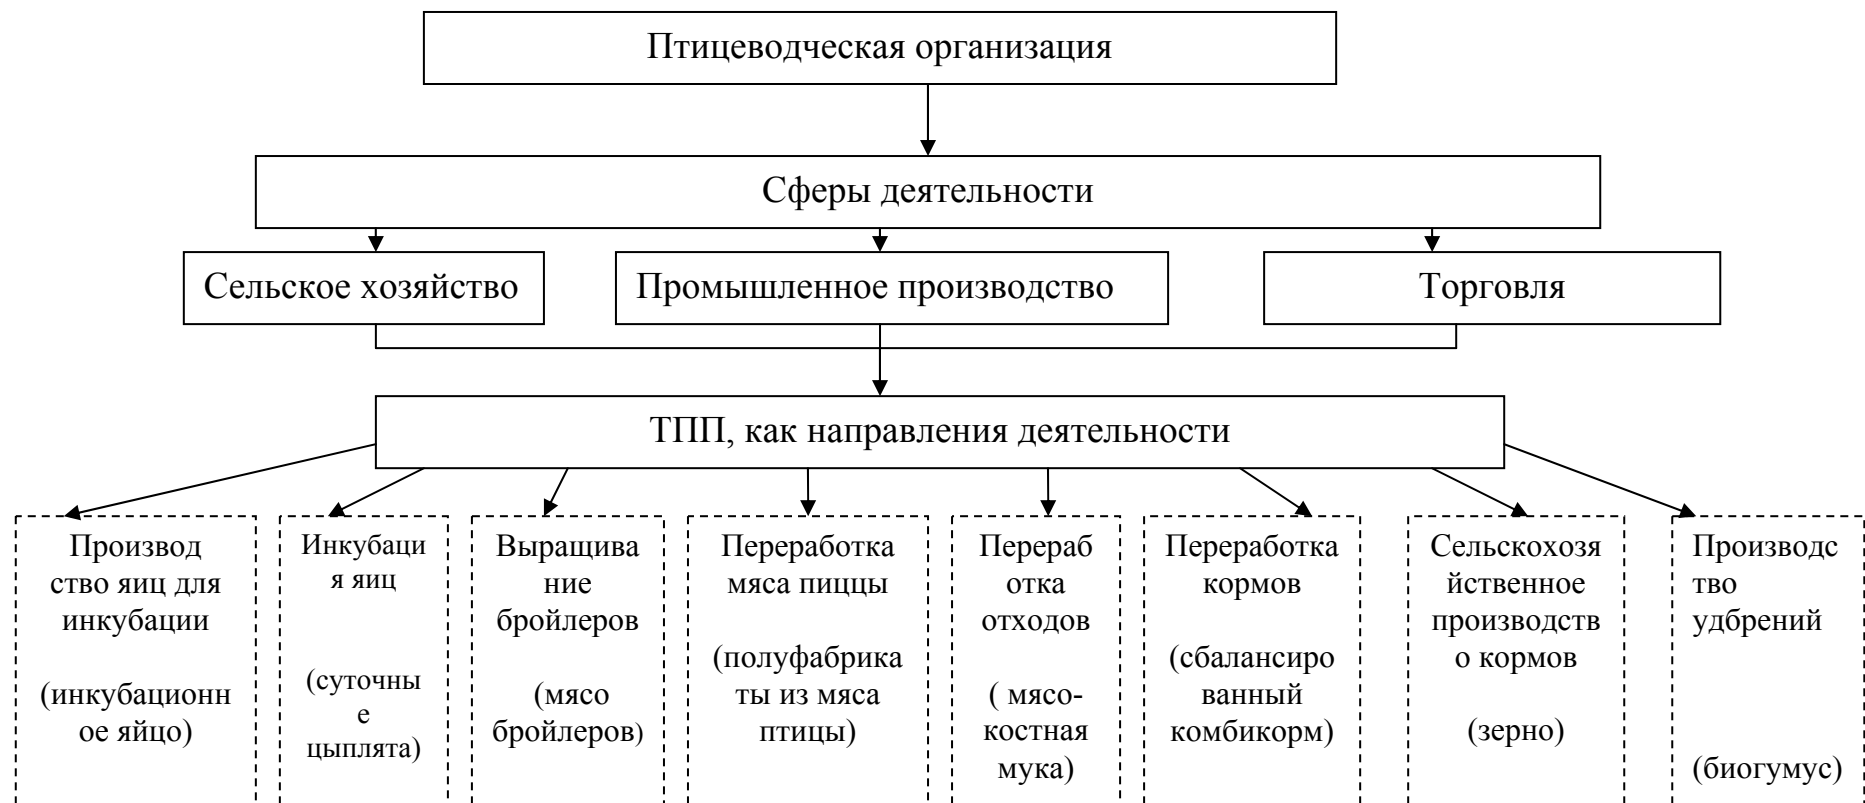 Птицеводческая организация
Сферы деятельности
Сельское хозяйство
Промышленное производство
Торговля
ТПП, как направления деятельности
Производ
ство яиц для
инкубации
(инкубационн
ое яйцо)
Инкубаци
я яиц
(суточны
е
цыплята)
Выращива
ние
бройлеров
(мясо
бройлеров)
Переработка
мяса пиццы
(полуфабрика
ты из мяса
птицы)
Перераб
отка
отходов
( мясо-
костная
мука)
Переработка
кормов
(сбалансиро
ванный
комбикорм)
Сельскохозя
йственное
производств
о кормов
(зерно)
Производс
тво
удбрений
(биогумус)